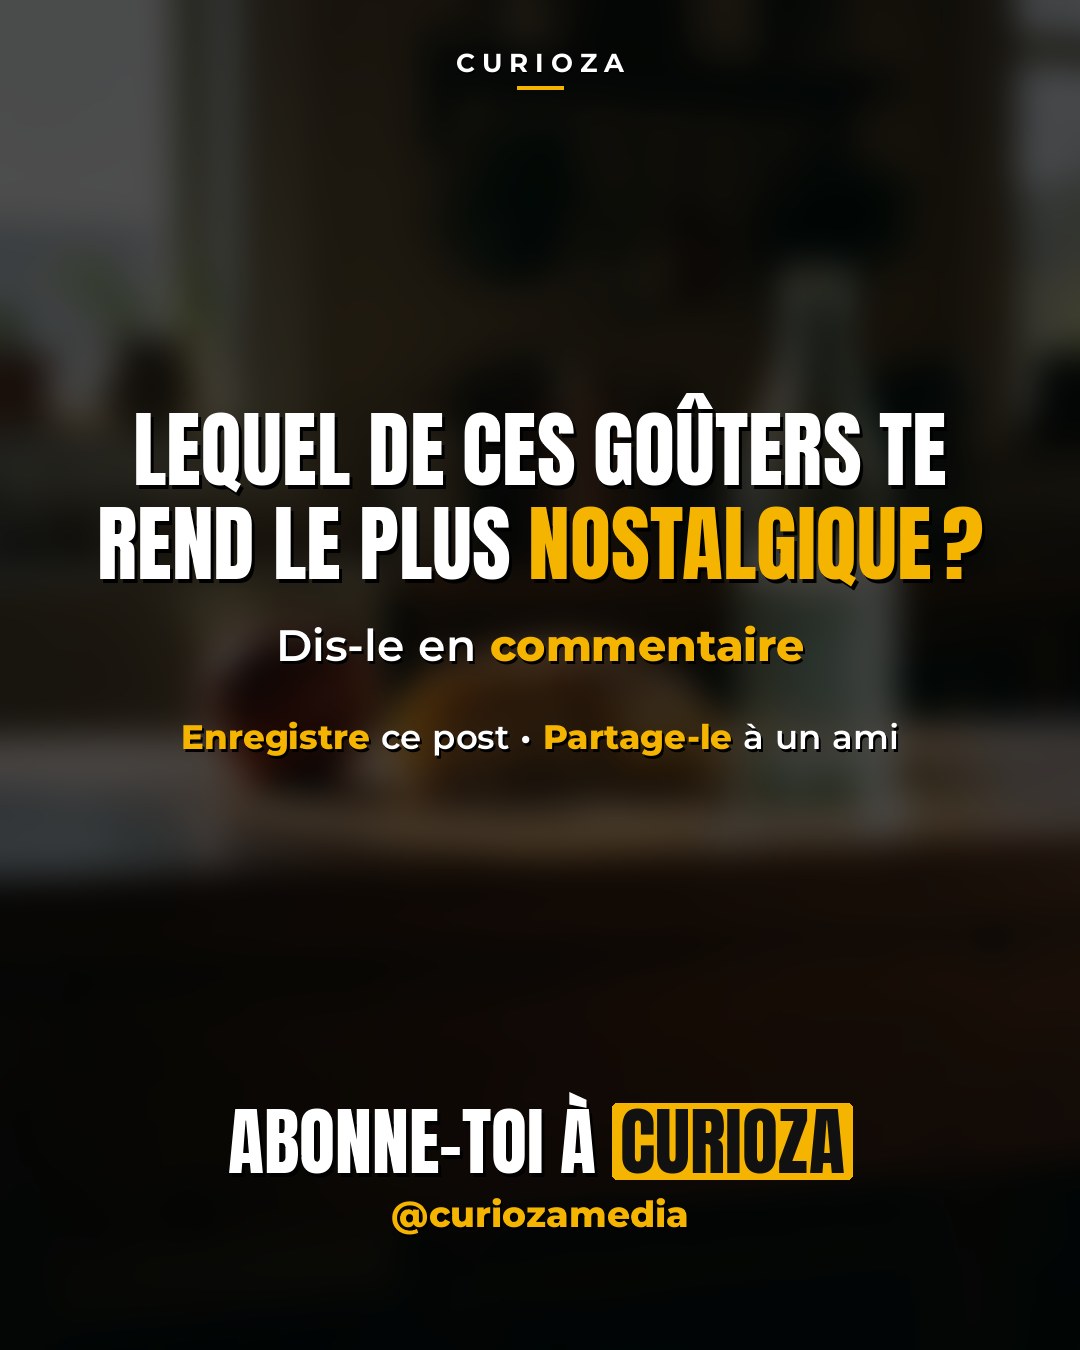 CURIOZA
LEQUEL DE CES GOÛTERS TE
REND LE PLUS NOSTALGIQUE ?
Dis-le en commentaire
Enregistre ce post • Partage-le à un ami
ABONNE-TOI À CURIOZA
@curiozamedia